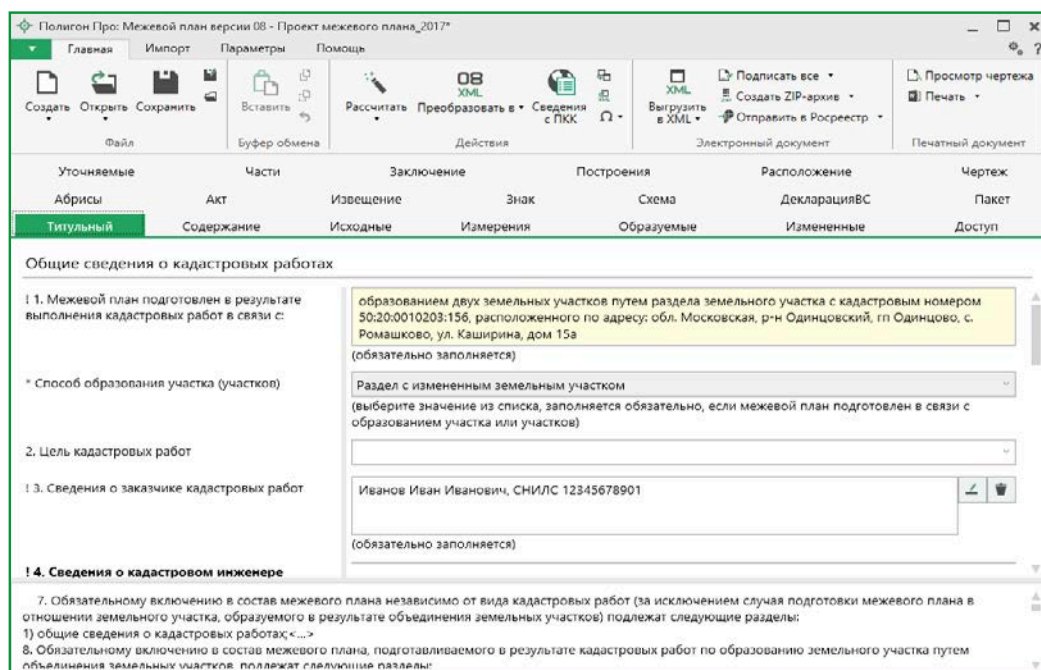 Полигон Про: Межевой план версии 08 - Проект межевого плана_2017*
Главная Импорт Параметры Помощь ?
Создать Открыть Сохранить
Файл
Вставить
Буфер обмена
Рассчитать
08 XML
Преобразовать в
Сведения с ПКК
Ω
Действия
XML
Выгрузить в XML
Подписать все
Создать ZIP-архив
Отправить в Росреестр
Электронный документ
Просмотр чертежа
Печать
Печатный документ
Уточняемые Части Заключение Построения Расположение Чертеж
Абрисы Акт Извещение Знак Схема ДекларацияВС Пакет
Титульный Содержание Исходные Измерения Образуемые Измененные Доступ
Общие сведения о кадастровых работах
! 1. Межевой план подготовлен в результате
выполнения кадастровых работ в связи с:
образованием двух земельных участков путем раздела земельного участка с кадастровым номером
50:20:0010203:156, расположенного по адресу: обл. Московская, р-н Одинцовский, гп Одинцово, с.
Ромашково, ул. Каширина, дом 15а
(обязательно заполняется)
* Способ образования участка (участков)
Раздел с измененным земельным участком
(выберите значение из списка, заполняется обязательно, если межевой план подготовлен в связи с
образованием участка или участков)
2. Цель кадастровых работ
! 3. Сведения о заказчике кадастровых работ
Иванов Иван Иванович, СНИЛС 12345678901
(обязательно заполняется)
! 4. Сведения о кадастровом инженере
7. Обязательному включению в состав межевого плана независимо от вида кадастровых работ (за исключением случая подготовки межевого плана в
отношении земельного участка, образуемого в результате объединения земельных участков) подлежат следующие разделы:
1) общие сведения о кадастровых работах;<...>
8. Обязательному включению в состав межевого плана, подготавливаемого в результате кадастровых работ по образованию земельного участка путем
объединения земельных участков, подлежат следующие разделы: